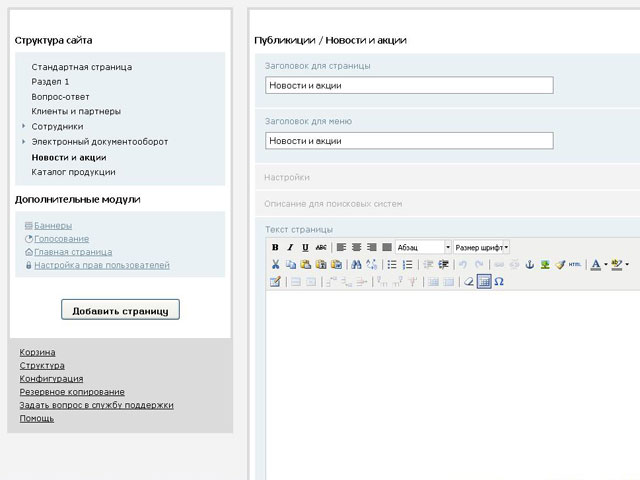 Структура сайта
Стандартная страница
Раздел 1
Вопрос-ответ
Клиенты и партнеры
Сотрудники
Электронный документооборот
Новости и акции
Каталог продукции
Дополнительные модули
Баннеры
Голосование
Главная страница
Настройка прав пользователей
Добавить страницу
Корзина
Структура
Конфигурация
Резервное копирование
Задать вопрос в службу поддержки
Помощь
Публикиции / Новости и акции
Заголовок для страницы
Новости и акции
Заголовок для меню
Новости и акции
Настройки
Описание для поисковых систем
Текст страницы
B I U ABC Абзац Размер шрифт
HTML A ab
Ω